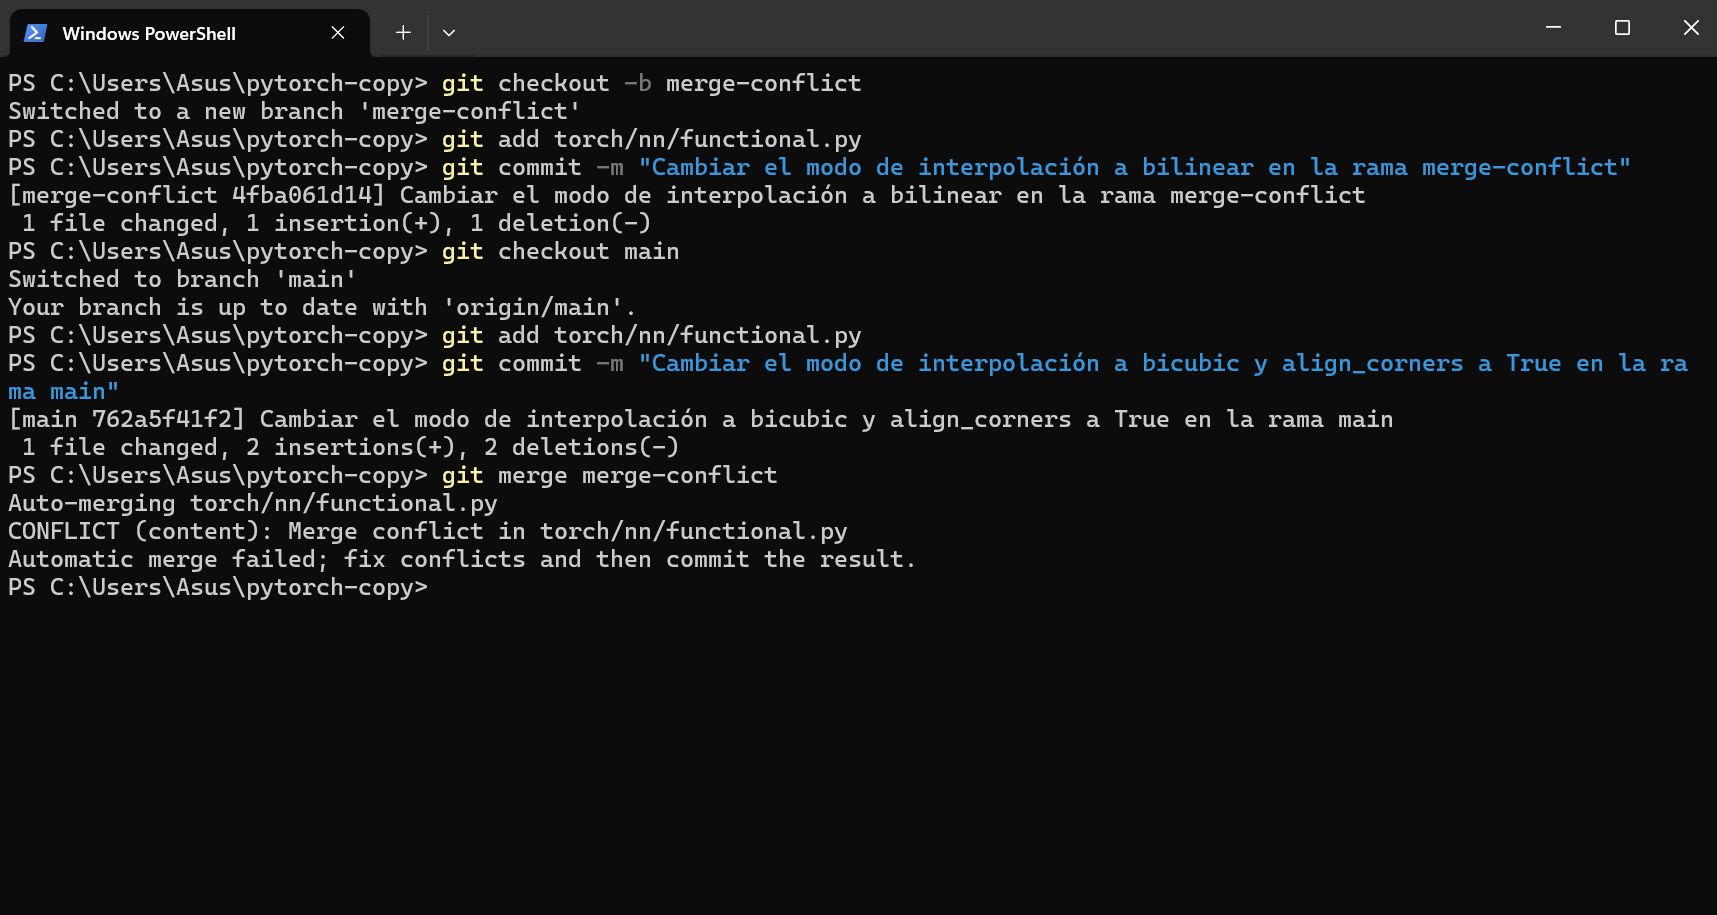 Windows PowerShell
PS C:\Users\Asus\pytorch-copy> git checkout -b merge-conflict
Switched to a new branch 'merge-conflict'
PS C:\Users\Asus\pytorch-copy> git add torch/nn/functional.py
PS C:\Users\Asus\pytorch-copy> git commit -m "Cambiar el modo de interpolación a bilinear en la rama merge-conflict"
[merge-conflict 4fba061d14] Cambiar el modo de interpolación a bilinear en la rama merge-conflict
 1 file changed, 1 insertion(+), 1 deletion(-)
PS C:\Users\Asus\pytorch-copy> git checkout main
Switched to branch 'main'
Your branch is up to date with 'origin/main'.
PS C:\Users\Asus\pytorch-copy> git add torch/nn/functional.py
PS C:\Users\Asus\pytorch-copy> git commit -m "Cambiar el modo de interpolación a bicubic y align_corners a True en la ra
ma main"
[main 762a5f41f2] Cambiar el modo de interpolación a bicubic y align_corners a True en la rama main
 1 file changed, 2 insertions(+), 2 deletions(-)
PS C:\Users\Asus\pytorch-copy> git merge merge-conflict
Auto-merging torch/nn/functional.py
CONFLICT (content): Merge conflict in torch/nn/functional.py
Automatic merge failed; fix conflicts and then commit the result.
PS C:\Users\Asus\pytorch-copy>